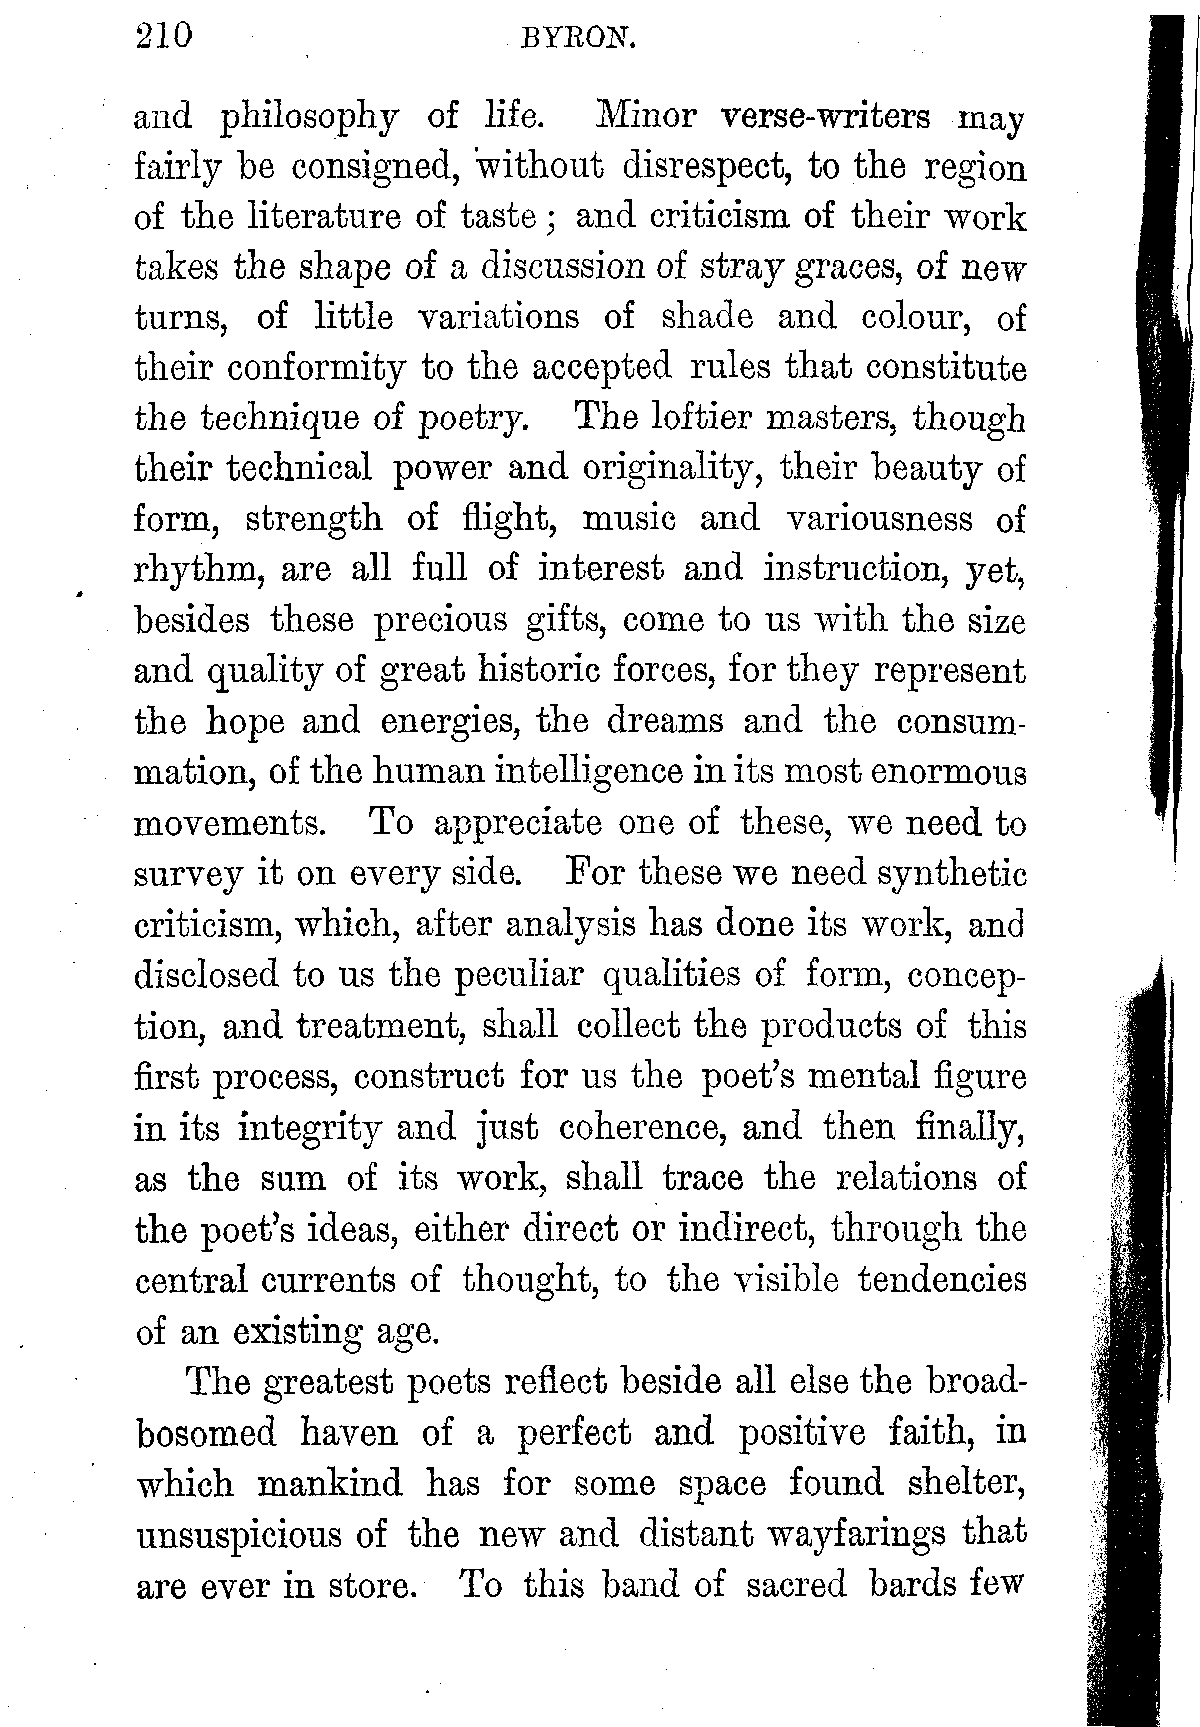 210 BYRON.
and philosophy of life. Minor verse-writers may
fairly be consigned, without disrespect, to the region
of the literature of taste ; and criticism of their work
takes the shape of a discussion of stray graces, of new
turns, of little variations of shade and colour, of
their conformity to the accepted rules that constitute
the technique of poetry. The loftier masters, though
their technical power and originality, their beauty of
form, strength of flight, music and variousness of
rhythm, are all full of interest and instruction, yet,
besides these precious gifts, come to us with the size
and quality of great historic forces, for they represent
the hope and energies, the dreams and the consum-
mation, of the human intelligence in its most enormous
movements. To appreciate one of these, we need to
survey it on every side. For these we need synthetic
criticism, which, after analysis has done its work, and
disclosed to us the peculiar qualities of form, concep-
tion, and treatment, shall collect the products of this
first process, construct for us the poet's mental figure
in its integrity and just coherence, and then finally,
as the sum of its work, shall trace the relations of
the poet's ideas, either direct or indirect, through the
central currents of thought, to the visible tendencies
of an existing age.
The greatest poets reflect beside all else the broad-
bosomed haven of a perfect and positive faith, in
which mankind has for some space found shelter,
unsuspicious of the new and distant wayfarings that
are ever in store. To this band of sacred bards few